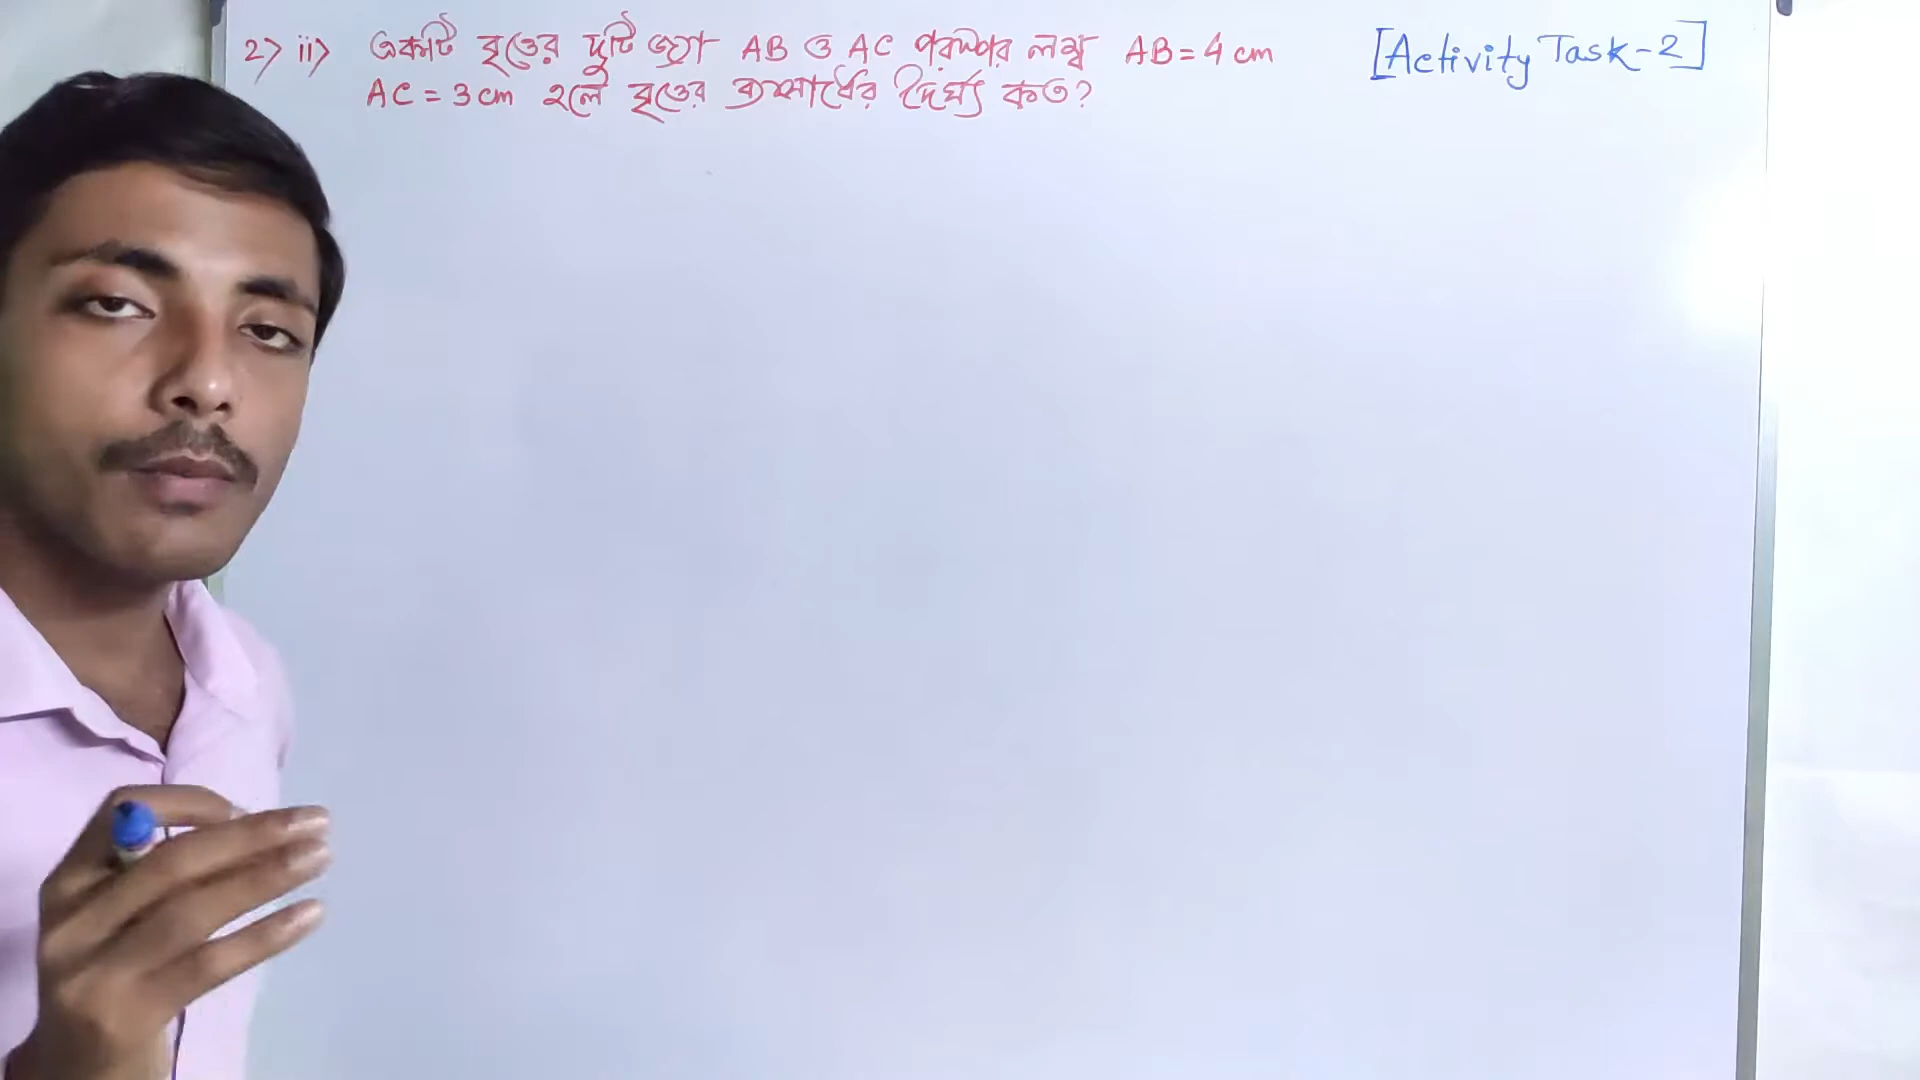 2) ii) একটি বৃত্তের দুটি জ্যা AB ও AC পরস্পর লম্ব AB = 4 cm [Activity Task-2]
AC = 3 cm হলে বৃত্তের ব্যাসার্ধের দৈর্ঘ্য কত?